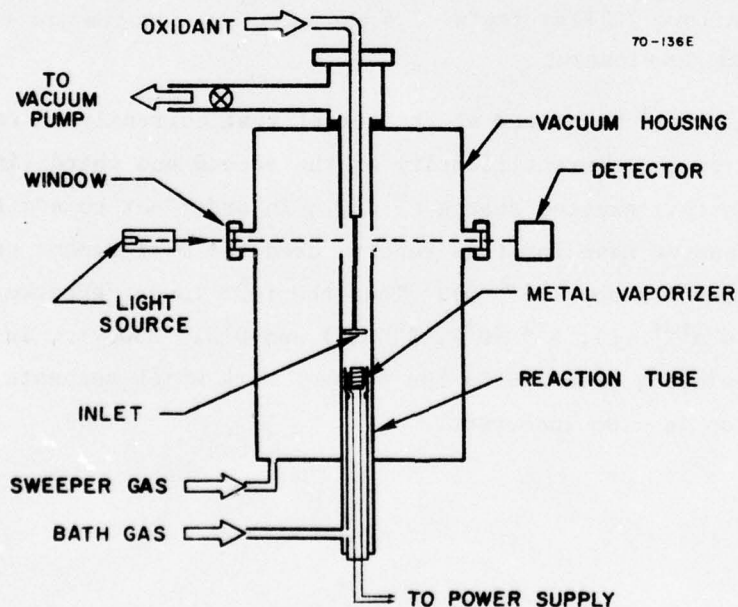 OXIDANT
70-136E
TO
VACUUM
PUMP
VACUUM HOUSING
WINDOW
DETECTOR
LIGHT
SOURCE
METAL VAPORIZER
INLET
REACTION TUBE
SWEEPER GAS
BATH GAS
TO POWER SUPPLY